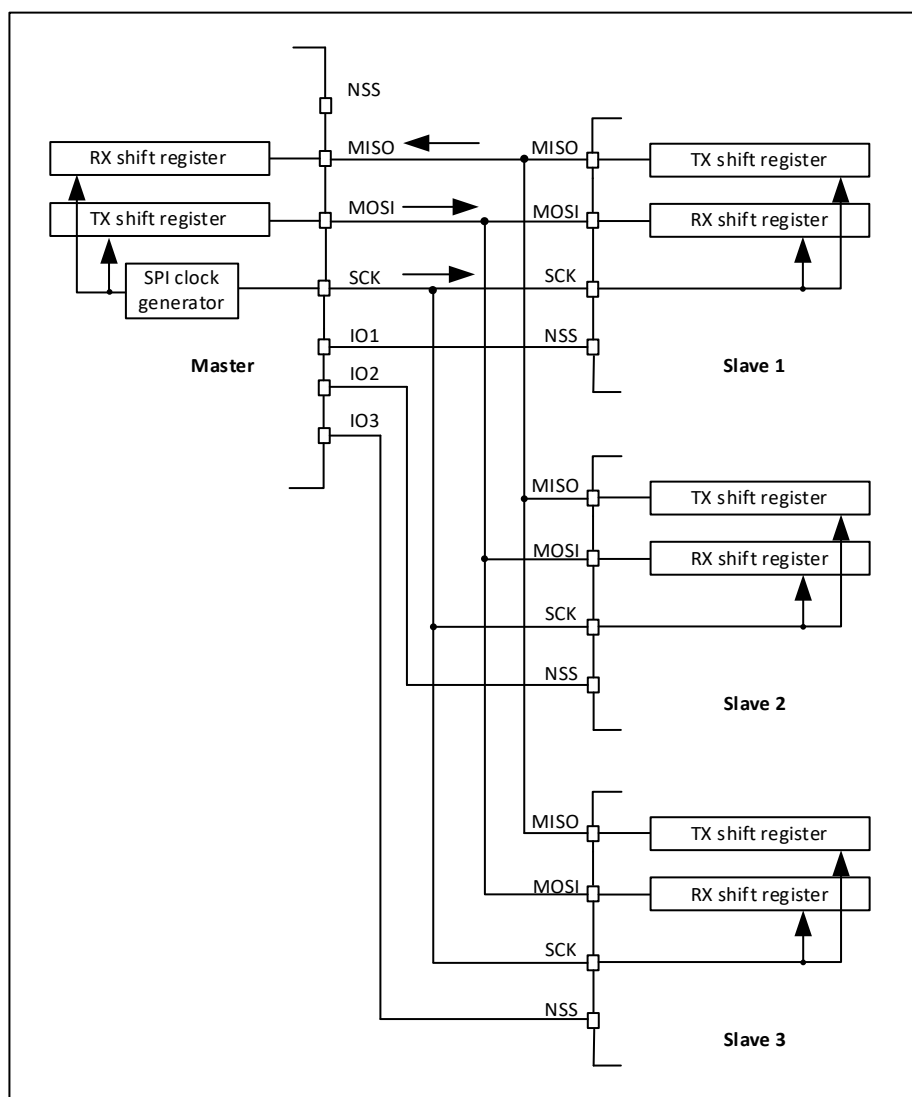 NSS
RX shift register
MISO
MISO
TX shift register
TX shift register
MOSI
MOSI
RX shift register
SPI clock
generator
SCK
SCK
IO1
NSS
Master
Slave 1
IO2
IO3
MISO
TX shift register
MOSI
RX shift register
SCK
NSS
Slave 2
MISO
TX shift register
MOSI
RX shift register
SCK
NSS
Slave 3